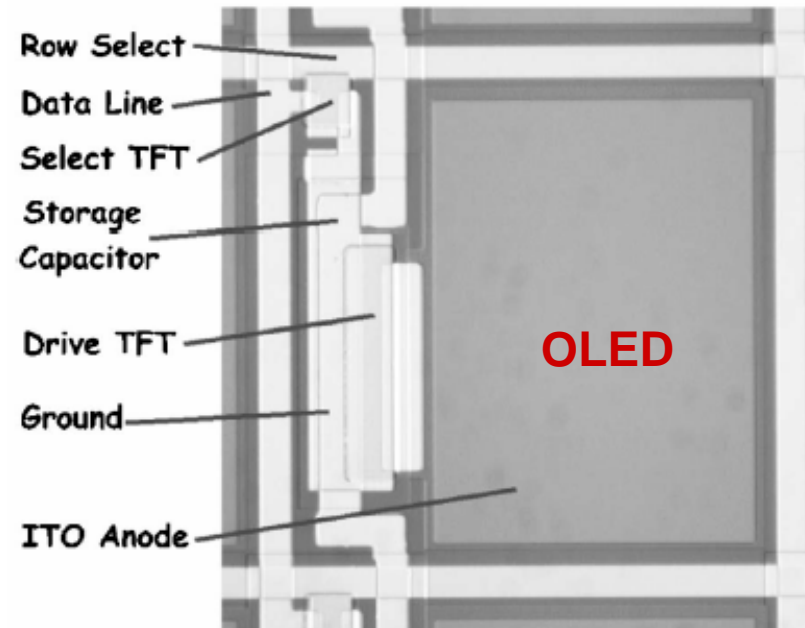 Row Select
Data Line
Select TFT
Storage
Capacitor
Drive TFT
OLED
Ground
ITO Anode